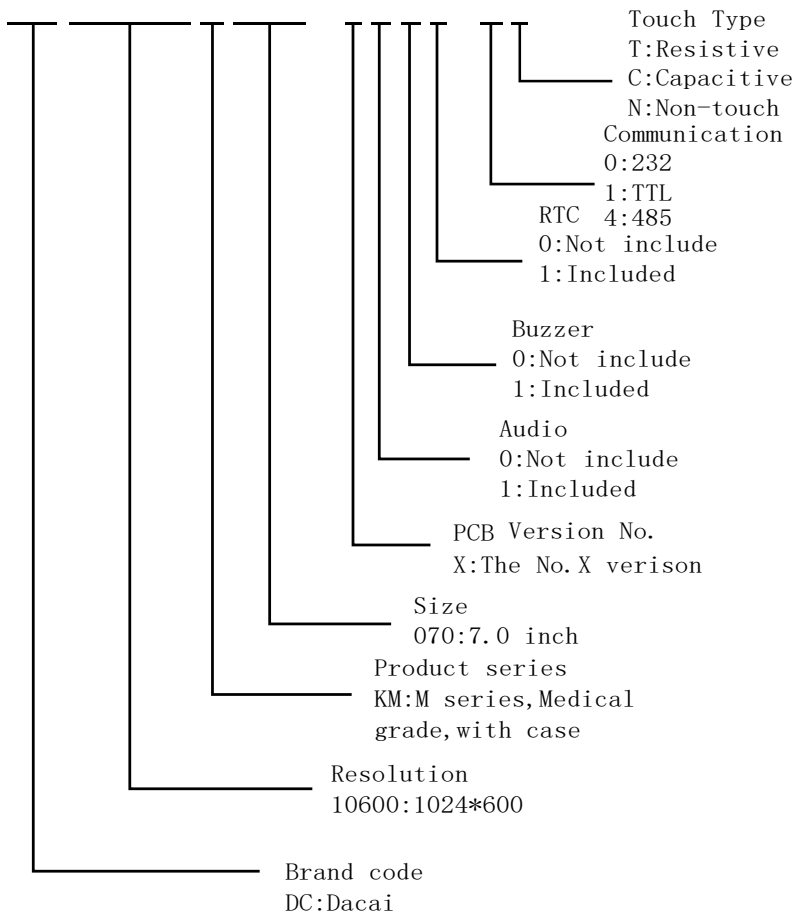 Touch Type
T:Resistive
C:Capacitive
N:Non-touch
Communication
0:232
1:TTL
4:485
RTC
0:Not include
1:Included
Buzzer
0:Not include
1:Included
Audio
0:Not include
1:Included
PCB Version No.
X:The No.X verison
Size
070:7.0 inch
Product series
KM:M series,Medical
grade,with case
Resolution
10600:1024*600
Brand code
DC:Dacai